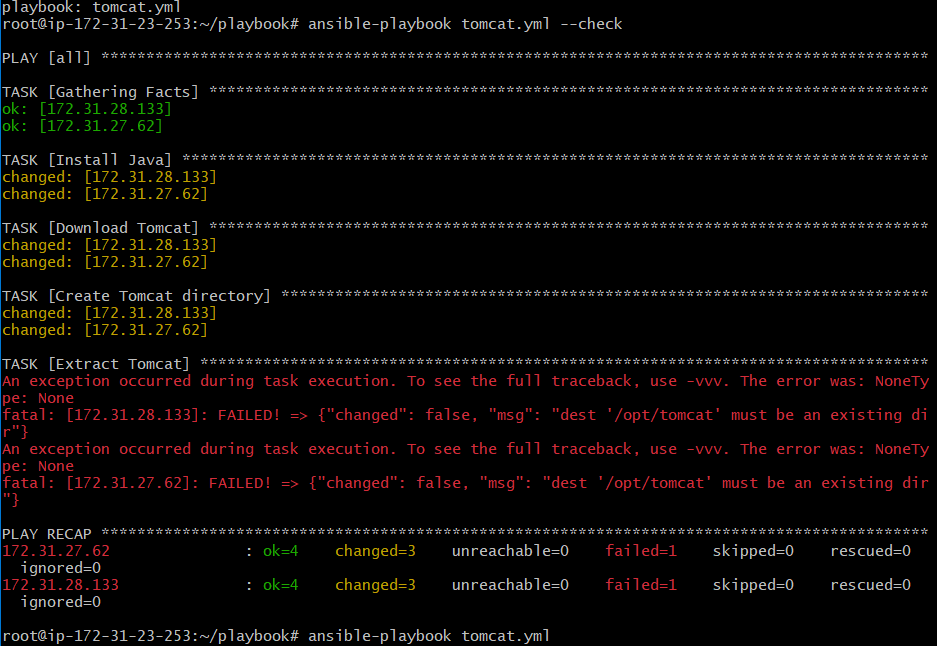 playbook: tomcat.yml
root@ip-172-31-23-253:~/playbook# ansible-playbook tomcat.yml --check
PLAY [all] ********************************************************************************************
TASK [Gathering Facts] ********************************************************************************
ok: [172.31.28.133]
ok: [172.31.27.62]
TASK [Install Java] ***********************************************************************************
changed: [172.31.28.133]
changed: [172.31.27.62]
TASK [Download Tomcat] ********************************************************************************
changed: [172.31.28.133]
changed: [172.31.27.62]
TASK [Create Tomcat directory] ************************************************************************
changed: [172.31.28.133]
changed: [172.31.27.62]
TASK [Extract Tomcat] *********************************************************************************
An exception occurred during task execution. To see the full traceback, use -vvv. The error was: NoneTy
pe: None
fatal: [172.31.28.133]: FAILED! => {"changed": false, "msg": "dest '/opt/tomcat' must be an existing di
r"}
An exception occurred during task execution. To see the full traceback, use -vvv. The error was: NoneTy
pe: None
fatal: [172.31.27.62]: FAILED! => {"changed": false, "msg": "dest '/opt/tomcat' must be an existing dir
"}
PLAY RECAP ********************************************************************************************
172.31.27.62               : ok=4    changed=3    unreachable=0    failed=1    skipped=0    rescued=0
  ignored=0
172.31.28.133              : ok=4    changed=3    unreachable=0    failed=1    skipped=0    rescued=0
  ignored=0
root@ip-172-31-23-253:~/playbook# ansible-playbook tomcat.yml